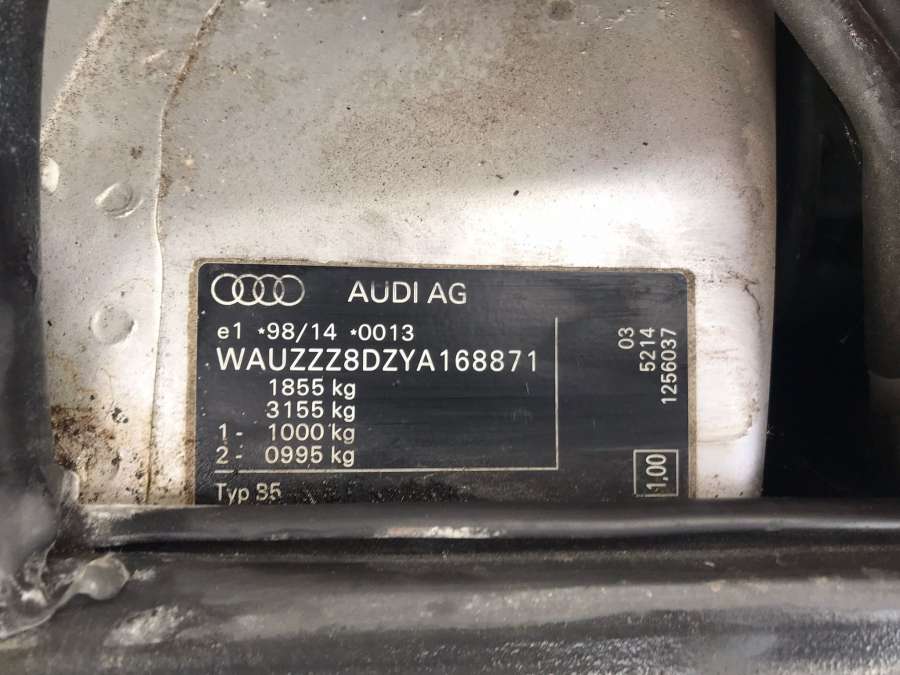 AUDI AG
e1 *98/14 *0013
WAUZZZ8DZYA168871
1855 kg
3155 kg
1- 1000 kg
2- 0995 kg
Typ
03
5214
1256037
1,00